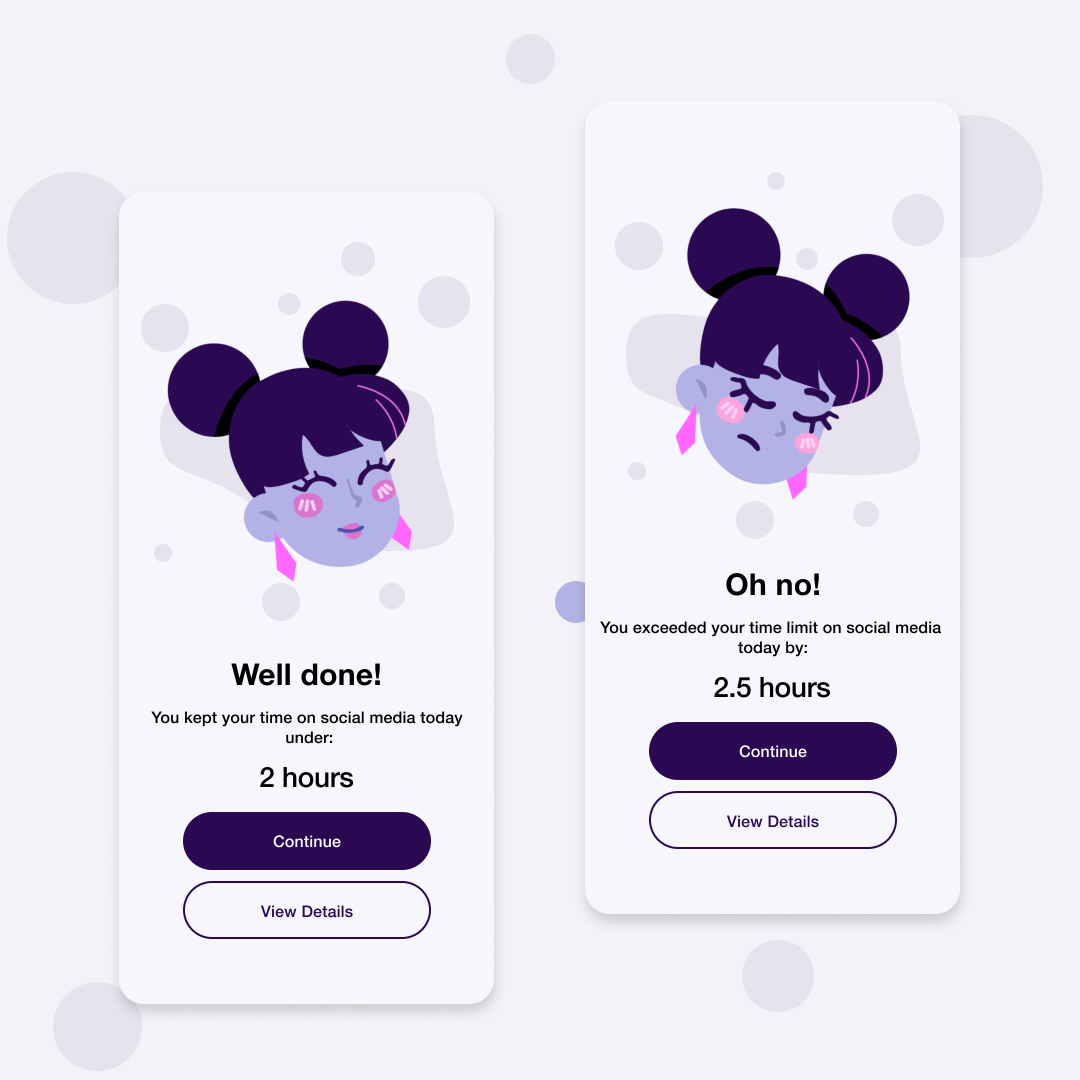 Well done!
You kept your time on social media today
under:
2 hours
Continue
View Details
Oh no!
You exceeded your time limit on social media
today by:
2.5 hours
Continue
View Details